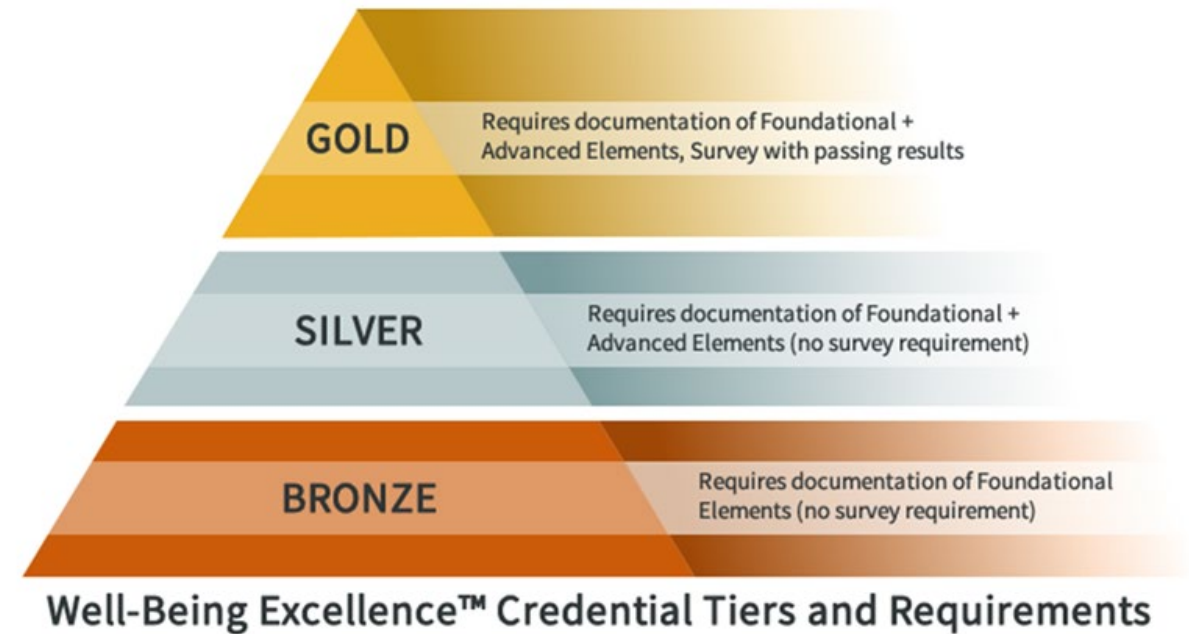 GOLD
Requires documentation of Foundational +
Advanced Elements, Survey with passing results
SILVER
Requires documentation of Foundational +
Advanced Elements (no survey requirement)
BRONZE
Requires documentation of Foundational
Elements (no survey requirement)
Well-Being Excellence™ Credential Tiers and Requirements